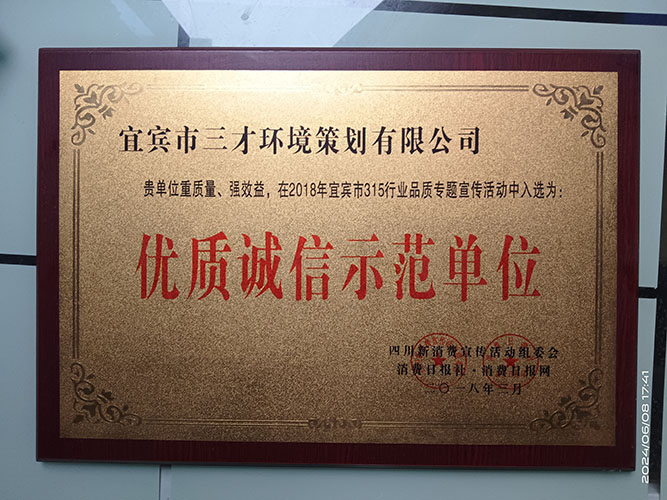 宜宾市三才环境策划有限公司
贵单位重质量、强效益，在2018年宜宾市315行业品质专题宣传活动中入选为：
优质诚信示范单位
四川新消费宣传活动组委会
消费日报社·消费日报网
二〇一八年三月
2024/06/08 17:41